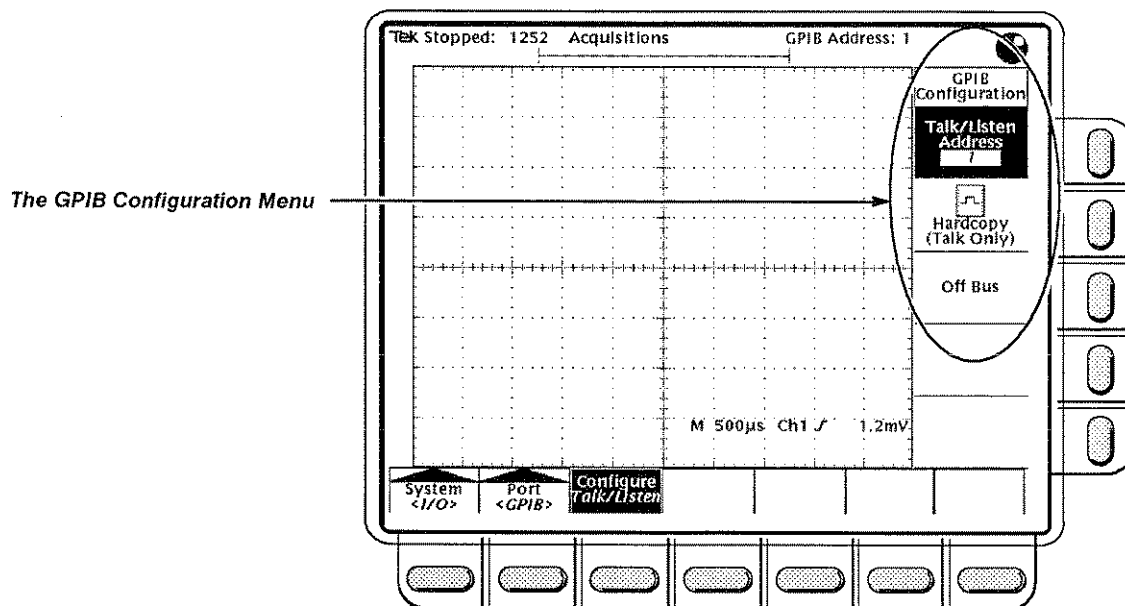 Tek Stopped: 1252 Acquisitions
GPIB Address: 1
GPIB
Configuration
Talk/Listen
Address
1
The GPIB Configuration Menu
Hardcopy
(Talk Only)
Off Bus
M 500µs Ch1 ʃ 1.2mV
System
<I/O>
Port
<GPIB>
Configure
Talk/Listen